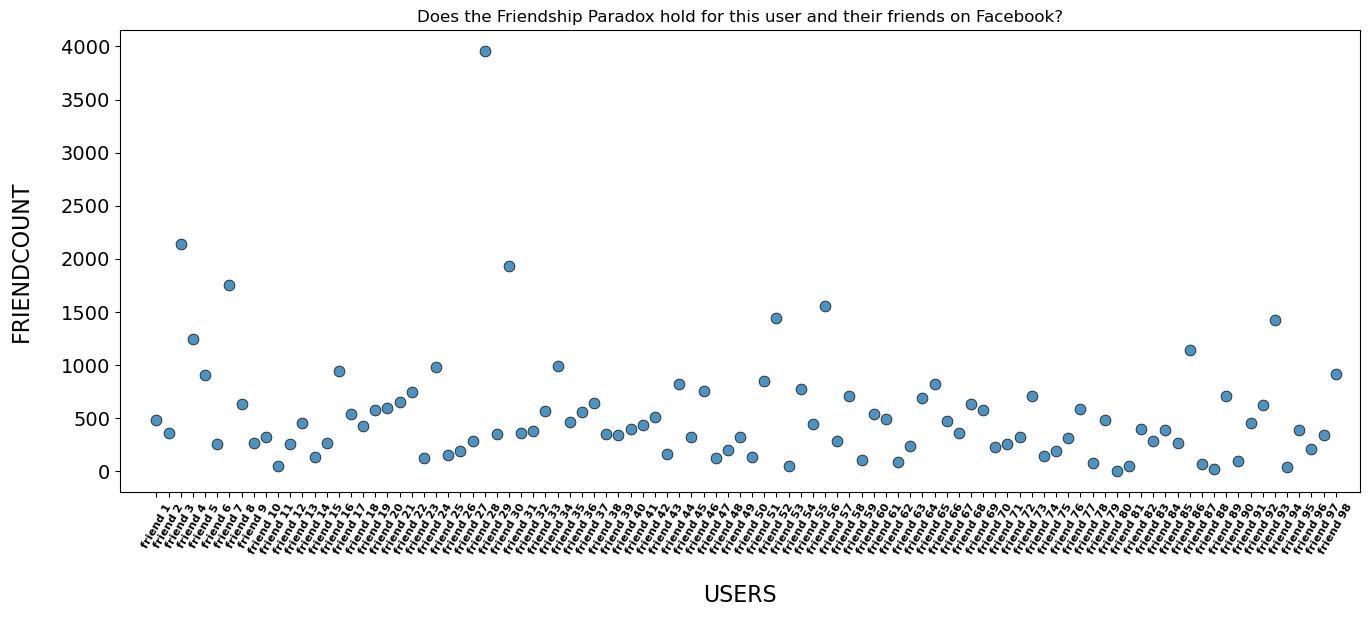 Does the Friendship Paradox hold for this user and their friends on Facebook?
4000
3500
3000
2500
2000
1500
1000
500
0
FRIENDCOUNT
friend 1
friend 2
friend 3
friend 4
friend 5
friend 6
friend 7
friend 8
friend 9
friend 10
friend 11
friend 12
friend 13
friend 14
friend 15
friend 16
friend 17
friend 18
friend 19
friend 20
friend 21
friend 22
friend 23
friend 24
friend 25
friend 26
friend 27
friend 28
friend 29
friend 30
friend 31
friend 32
friend 33
friend 34
friend 35
friend 36
friend 37
friend 38
friend 39
friend 40
friend 41
friend 42
friend 43
friend 44
friend 45
friend 46
friend 47
friend 48
friend 49
friend 50
friend 51
friend 52
friend 53
friend 54
friend 55
friend 56
friend 57
friend 58
friend 59
friend 60
friend 61
friend 62
friend 63
friend 64
friend 65
friend 66
friend 67
friend 68
friend 69
friend 70
friend 71
friend 72
friend 73
friend 74
friend 75
friend 76
friend 77
friend 78
friend 79
friend 80
friend 81
friend 82
friend 83
friend 84
friend 85
friend 86
friend 87
friend 88
friend 89
friend 90
friend 91
friend 92
friend 93
friend 94
friend 95
friend 96
friend 97
friend 98
USERS